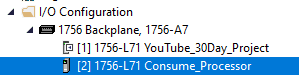 I/O Configuration
1756 Backplane, 1756-A7
[1] 1756-L71 YouTube_30Day_Project
[2] 1756-L71 Consume_Processor